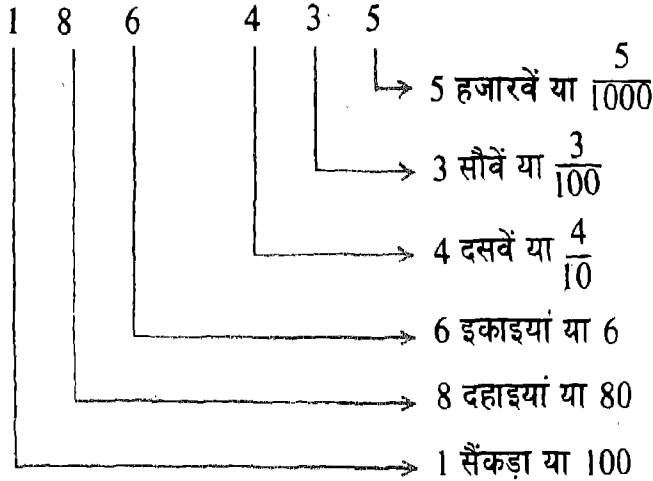 1 8 6 4 3 5
5 हजारवें या 5/1000
3 सौवें या 3/100
4 दसवें या 4/10
6 इकाइयां या 6
8 दहाइयां या 80
1 सैंकड़ा या 100